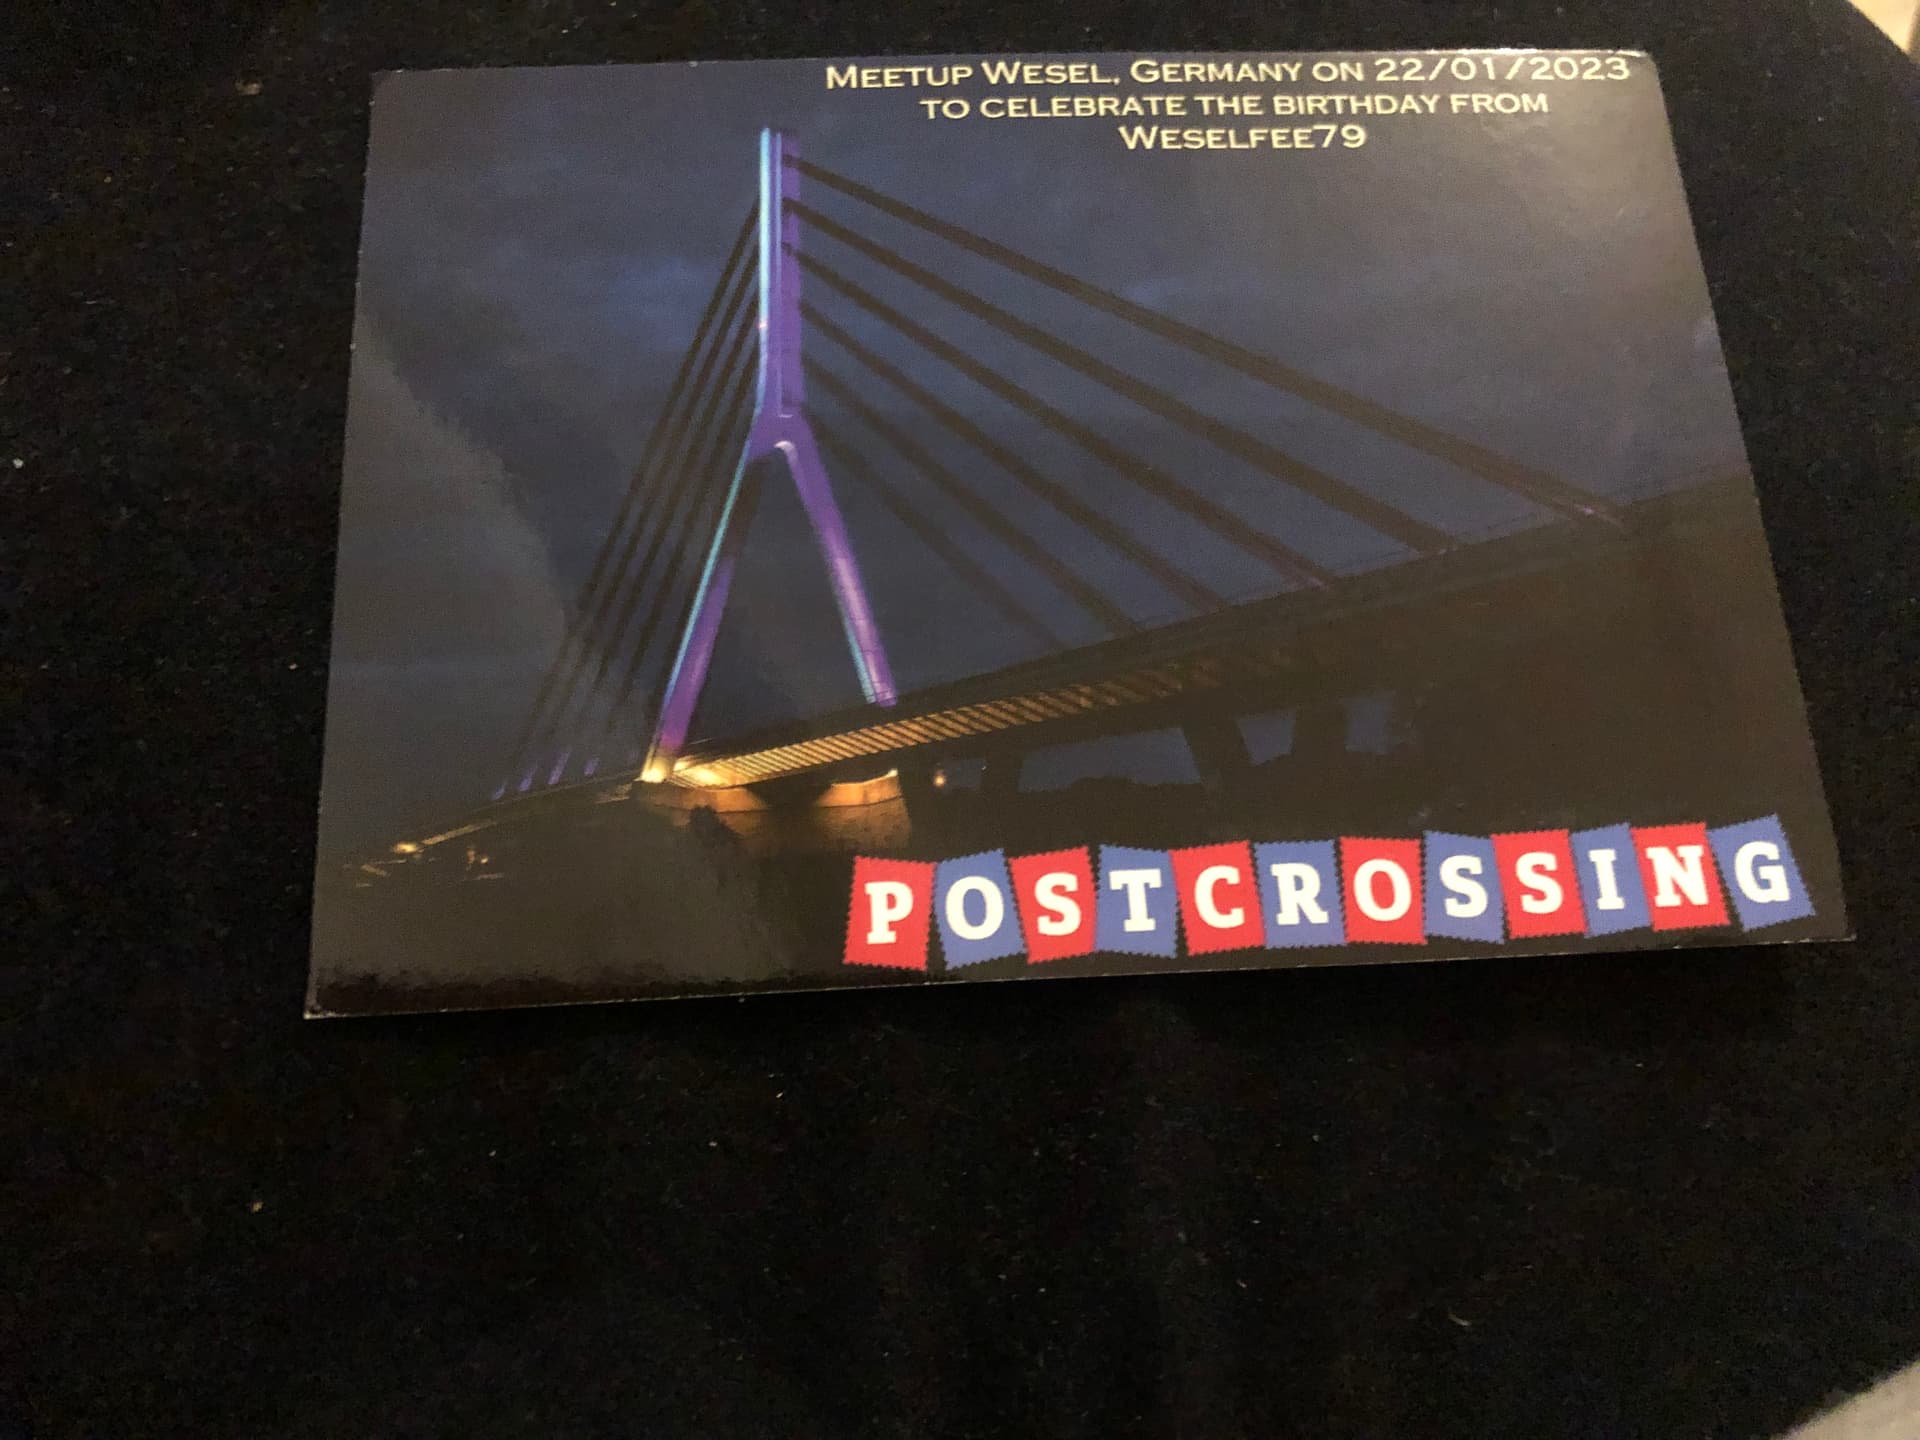 Meetup Wesel, Germany on 22/01/2023
to celebrate the birthday from
Weselfee79
POSTCROSSING